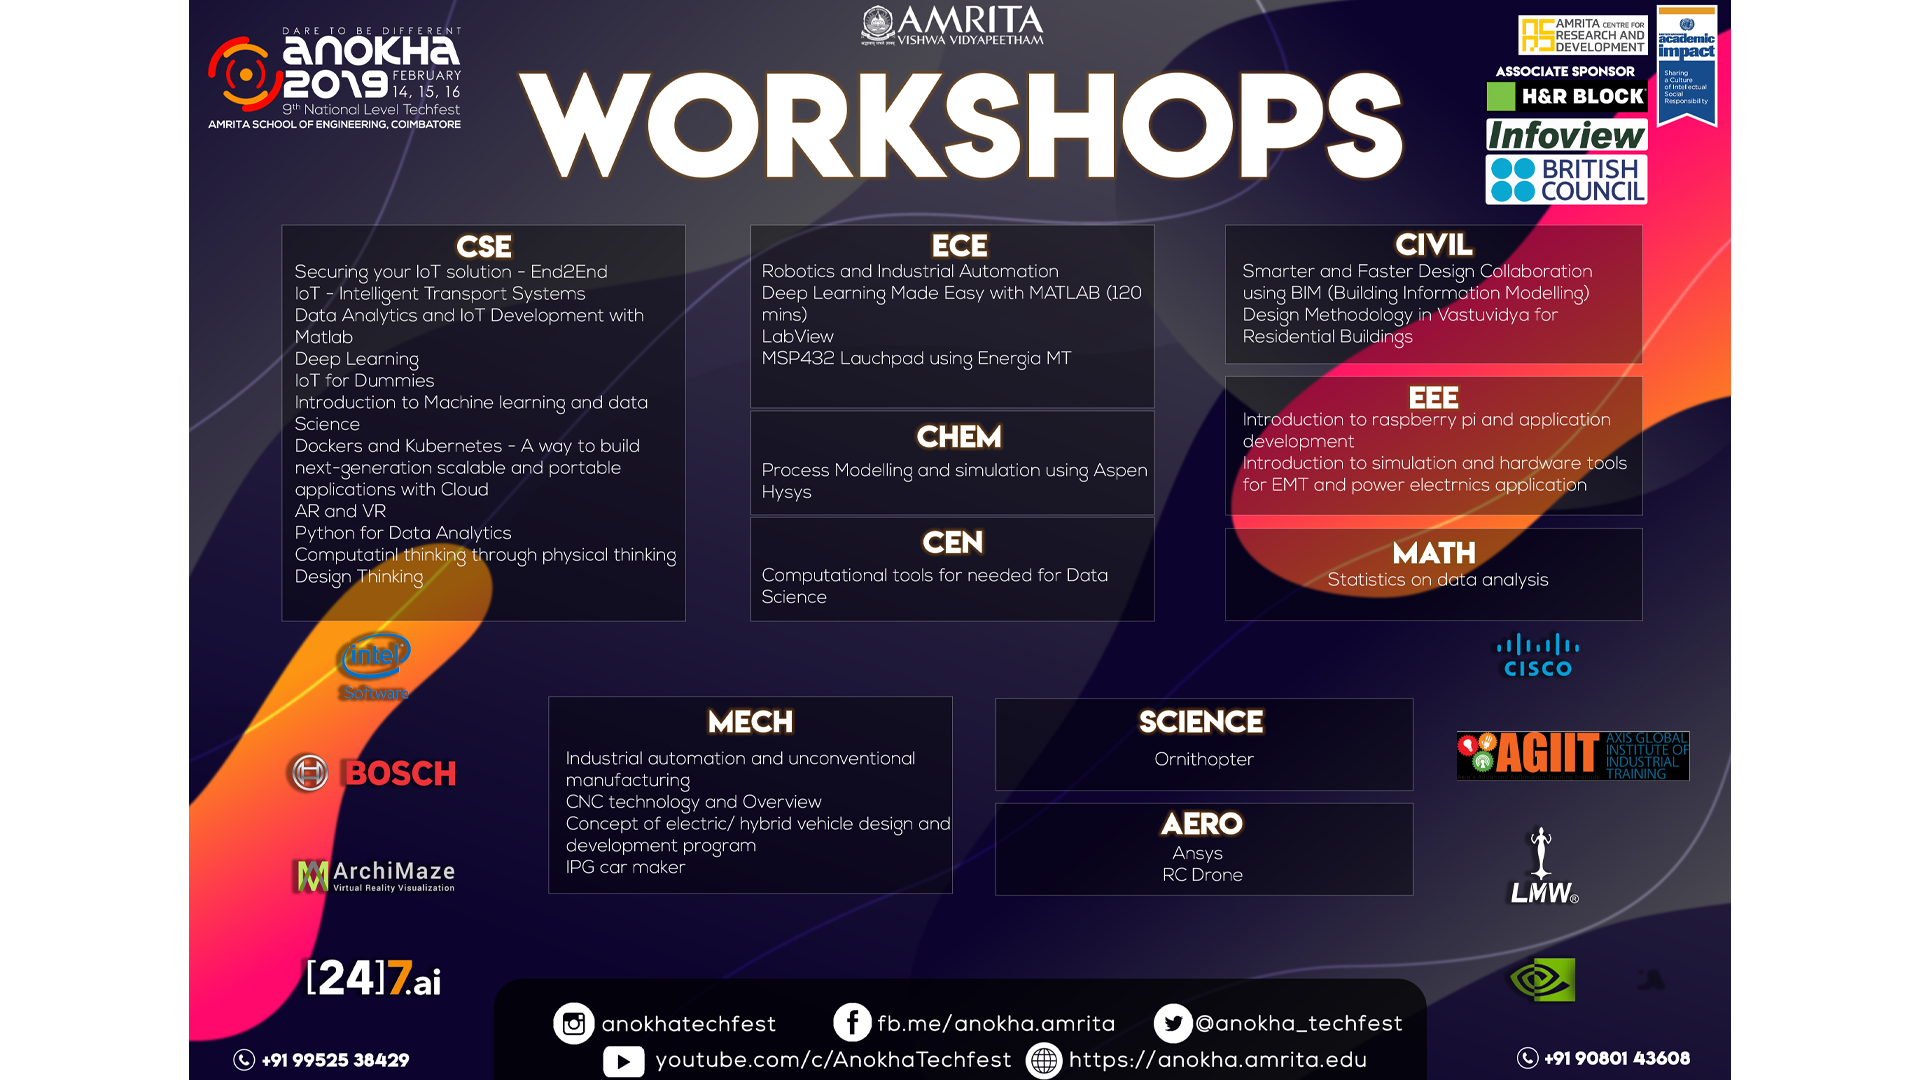 DARE TO BE DIFFERENT
ANOKHA
2019 FEBRUARY
14, 15, 16
9th National Level Techfest
AMRITA SCHOOL OF ENGINEERING, COIMBATORE
AMRITA
VISHWA VIDYAPEETHAM
WORKSHOPS
AMRITA CENTRE FOR
RESEARCH AND
DEVELOPMENT
academic
impact
Sharing
a Culture
of Intellectual
Social
Responsibility
ASSOCIATE SPONSOR
H&R BLOCK
Infoview
BRITISH
COUNCIL
CSE
Securing your IoT solution - End2End
IoT - Intelligent Transport Systems
Data Analytics and IoT Development with
Matlab
Deep Learning
IoT for Dummies
Introduction to Machine learning and data
Science
Dockers and Kubernetes - A way to build
next-generation scalable and portable
applications with Cloud
AR and VR
Python for Data Analytics
Computatinl thinking through physical thinking
Design Thinking
ECE
Robotics and Industrial Automation
Deep Learning Made Easy with MATLAB (120
mins)
LabView
MSP432 Lauchpad using Energia MT
CHEM
Process Modelling and simulation using Aspen
Hysys
CEN
Computational tools for needed for Data
Science
CIVIL
Smarter and Faster Design Collaboration
using BIM (Building Information Modelling)
Design Methodology in Vastuvidya for
Residential Buildings
EEE
Introduction to raspberry pi and application
development
Introduction to simulation and hardware tools
for EMT and power electrnics application
MATH
Statistics on data analysis
MECH
Industrial automation and unconventional
manufacturing
CNC technology and Overview
Concept of electric/ hybrid vehicle design and
development program
IPG car maker
SCIENCE
Ornithopter
AERO
Ansys
RC Drone
intel
Software
BOSCH
ArchiMaze
Virtual Reality Visualization
[24]7.ai
CISCO
AGIIT
AXIS GLOBAL
INSTITUTE OF
INDUSTRIAL
TRAINING
LMW®
anokhatechfest
fb.me/anokha.amrita
@anokha_techfest
youtube.com/c/AnokhaTechfest
https://anokha.amrita.edu
+91 99525 38429
+91 90801 43608